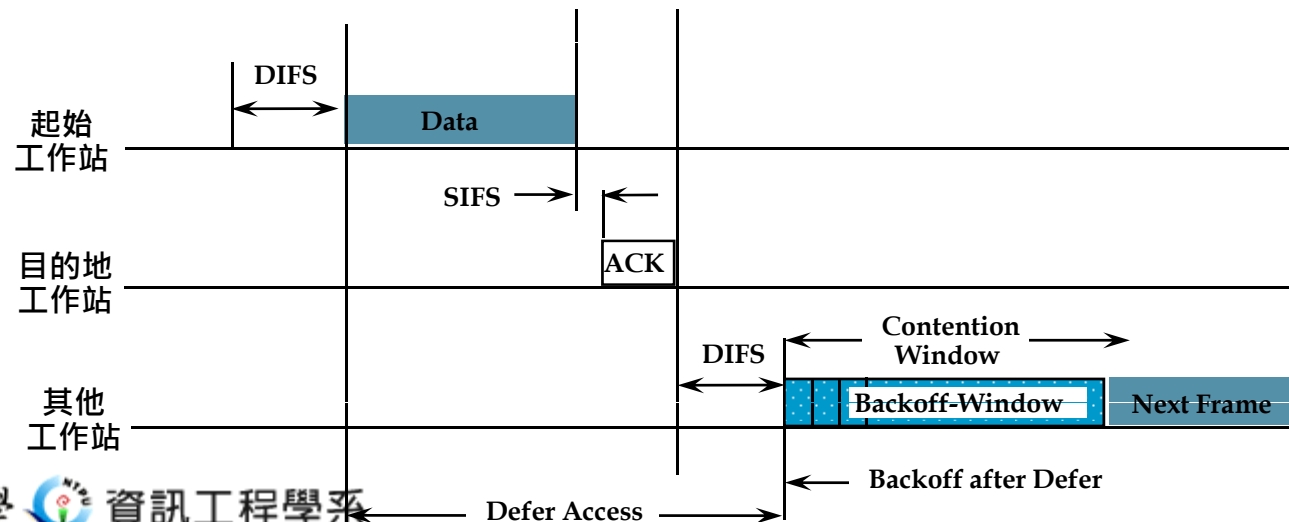 DIFS
Data
起始
工作站
SIFS
ACK
目的地
工作站
DIFS
Contention
Window
Backoff-Window
Next Frame
其他
工作站
Backoff after Defer
資訊工程學系
Defer Access